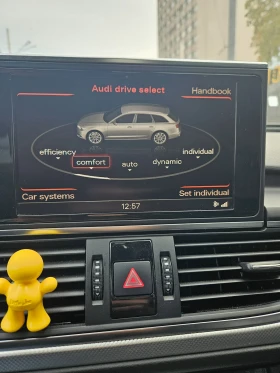 Audi drive select
Handbook
efficiency
individual
comfort
auto
dynamic
Car systems
Set individual
12:57